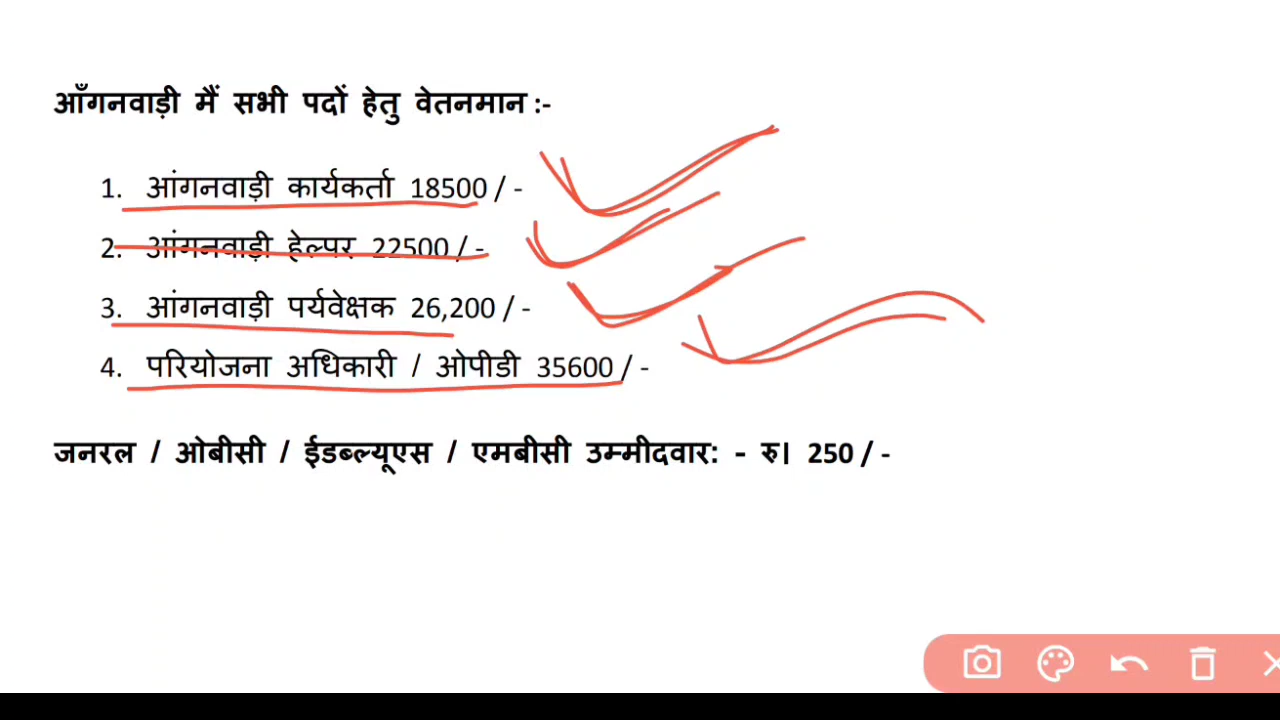 आँगनवाड़ी मैं सभी पदों हेतु वेतनमान :-
1. आंगनवाड़ी कार्यकर्ता 18500 / -
2. आंगनवाड़ी हेल्पर 22500 / -
3. आंगनवाड़ी पर्यवेक्षक 26,200 / -
4. परियोजना अधिकारी / ओपीडी 35600 / -
जनरल / ओबीसी / ईडब्ल्यूएस / एमबीसी उम्मीदवार: - रु। 250 / -